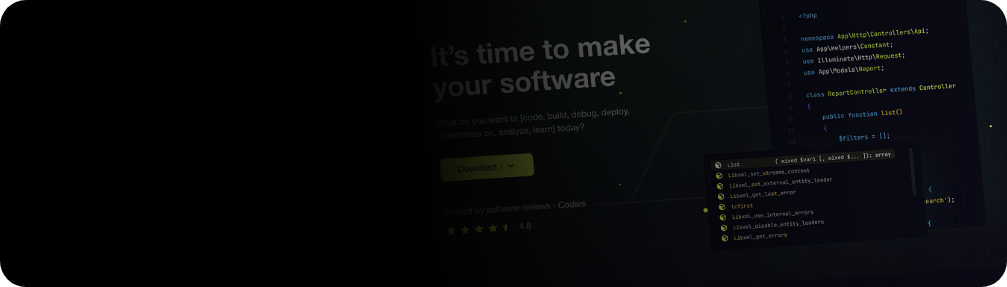 It's time to make
your software
What do you want to [code, build, debug, deploy,
collaborate on, analyze, learn] today?
Download
Trusted by software reviews - Coders
4.8
1
<?php
namespace App\Http\Controllers\Api;
use App\Helpers\Constant;
use Illuminate\Http\Request;
use App\Models\Report;
class ReportController extends Controller
{
public function list()
{
$filters = [];
List { mixed $var1 [, mixed $... ]): array
Libxml_set_streams_context
Libxml_set_external_entity_loader
Libxml_get_last_error
lcfirst
Libxml_use_internal_errors
Libxml_disable_entity_loaders
Libxml_get_errors
{
earch');
{